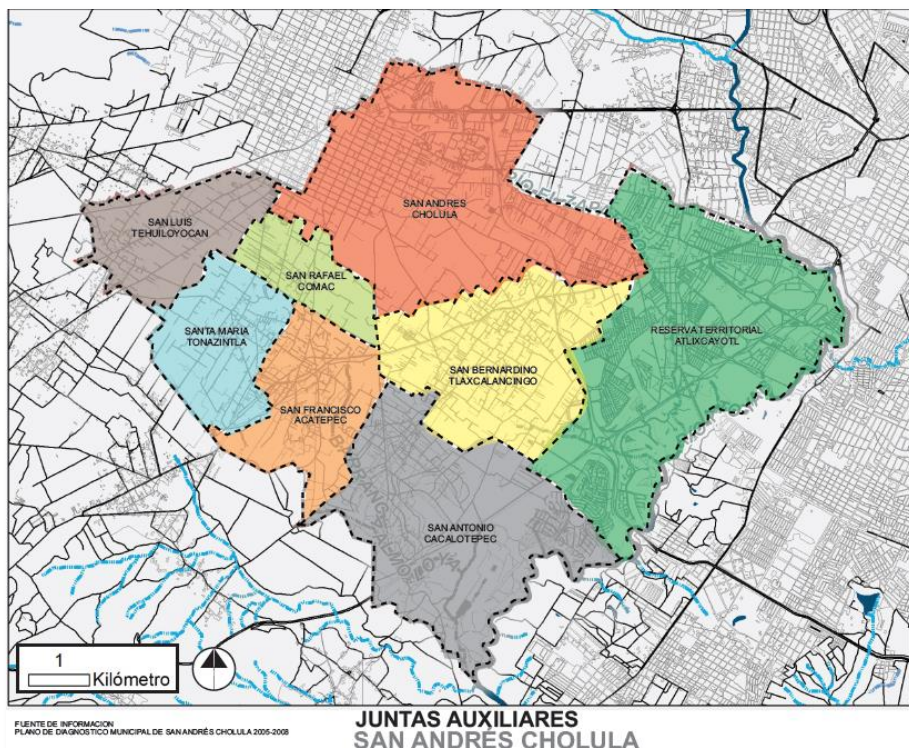 SAN ANDRES
CHOLULA
SAN LUIS
TEHUILOYOCAN
SAN RAFAEL
COMAC
SANTA MARIA
TONAZINTLA
RESERVA TERRITORIAL
ATLIXCAYOTL
SAN BERNARDINO
TLAXCALANCINGO
SAN FRANCISCO
ACATEPEC
SAN ANTONIO
CACALOTEPEC
1
Kilómetro
FUENTE DE INFORMACION
PLANO DE DIAGNOSTICO MUNICIPAL DE SAN ANDRÉS CHOLULA 2005-2008
JUNTAS AUXILIARES
SAN ANDRÉS CHOLULA